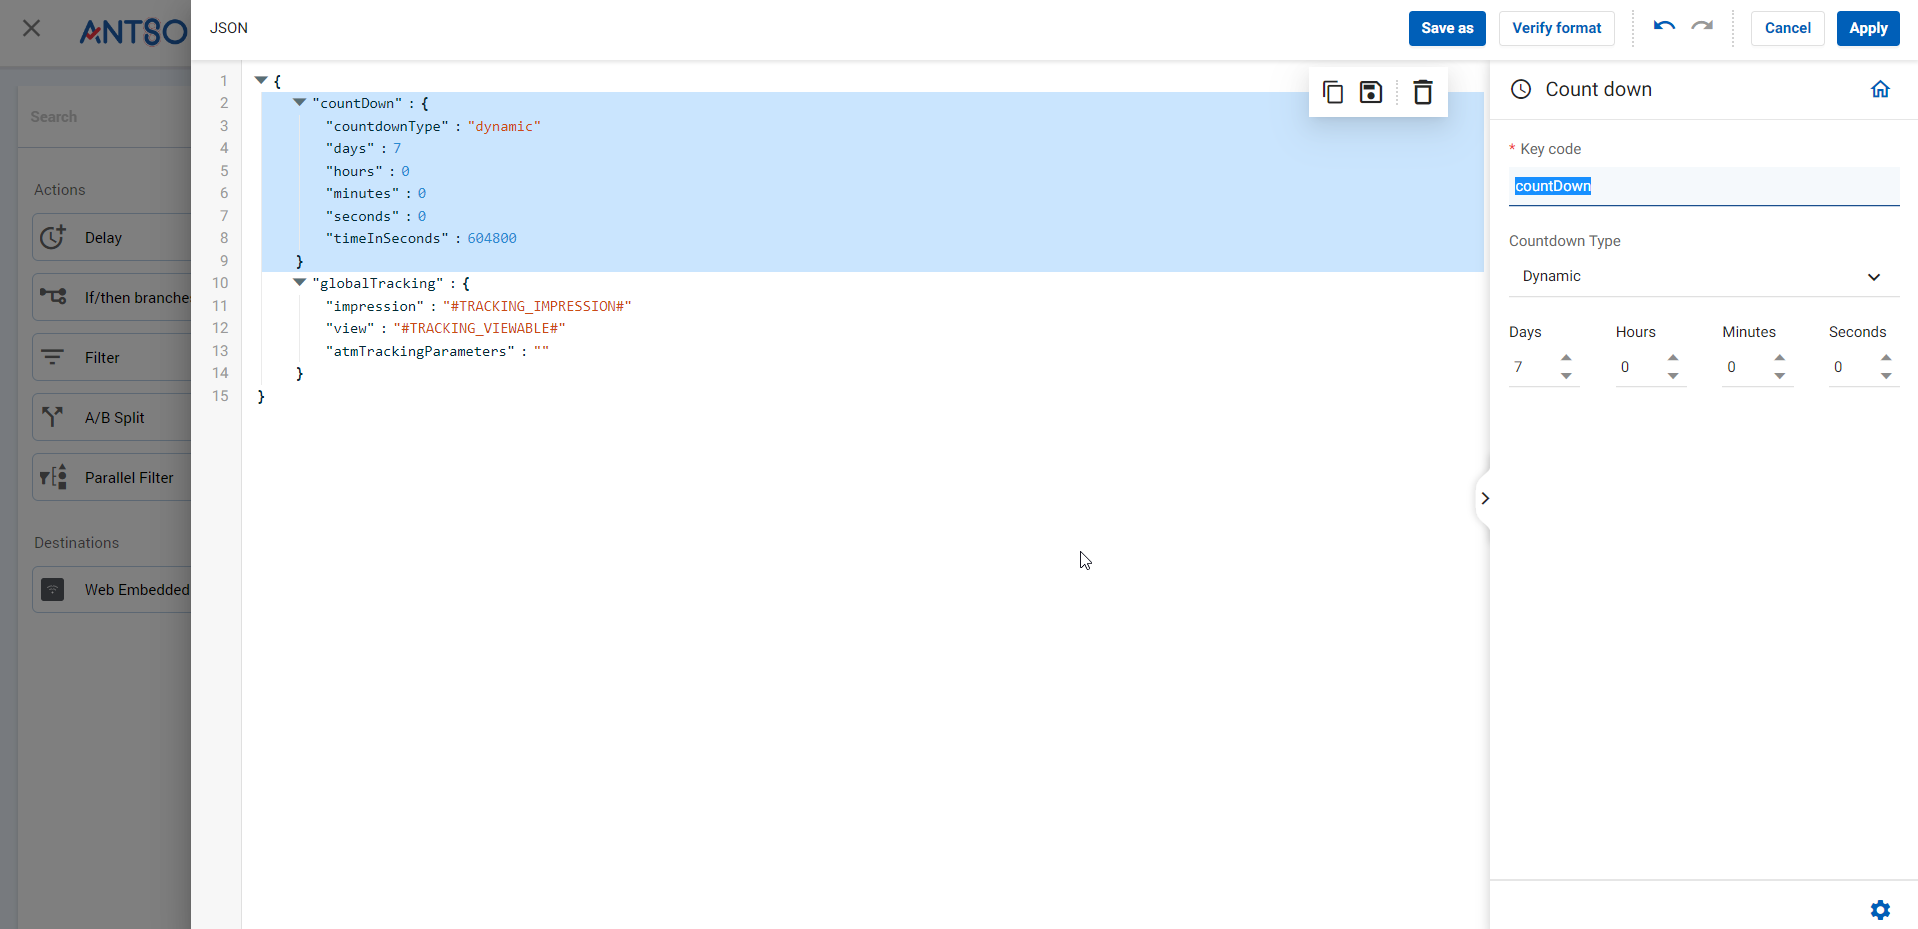 ANTSO
JSON
Save as
Verify format
Cancel
Apply
Search
Actions
Delay
If/then branche
Filter
A/B Split
Parallel Filter
Destinations
Web Embedded
1 {
2 "countDown" : {
3 "countdownType" : "dynamic"
4 "days" : 7
5 "hours" : 0
6 "minutes" : 0
7 "seconds" : 0
8 "timeInSeconds" : 604800
9 }
10 "globalTracking" : {
11 "impression" : "#TRACKING_IMPRESSION#"
12 "view" : "#TRACKING_VIEWABLE#"
13 "atmTrackingParameters" : ""
14 }
15 }
Count down
* Key code
countDown
Countdown Type
Dynamic
Days Hours Minutes Seconds
7 0 0 0